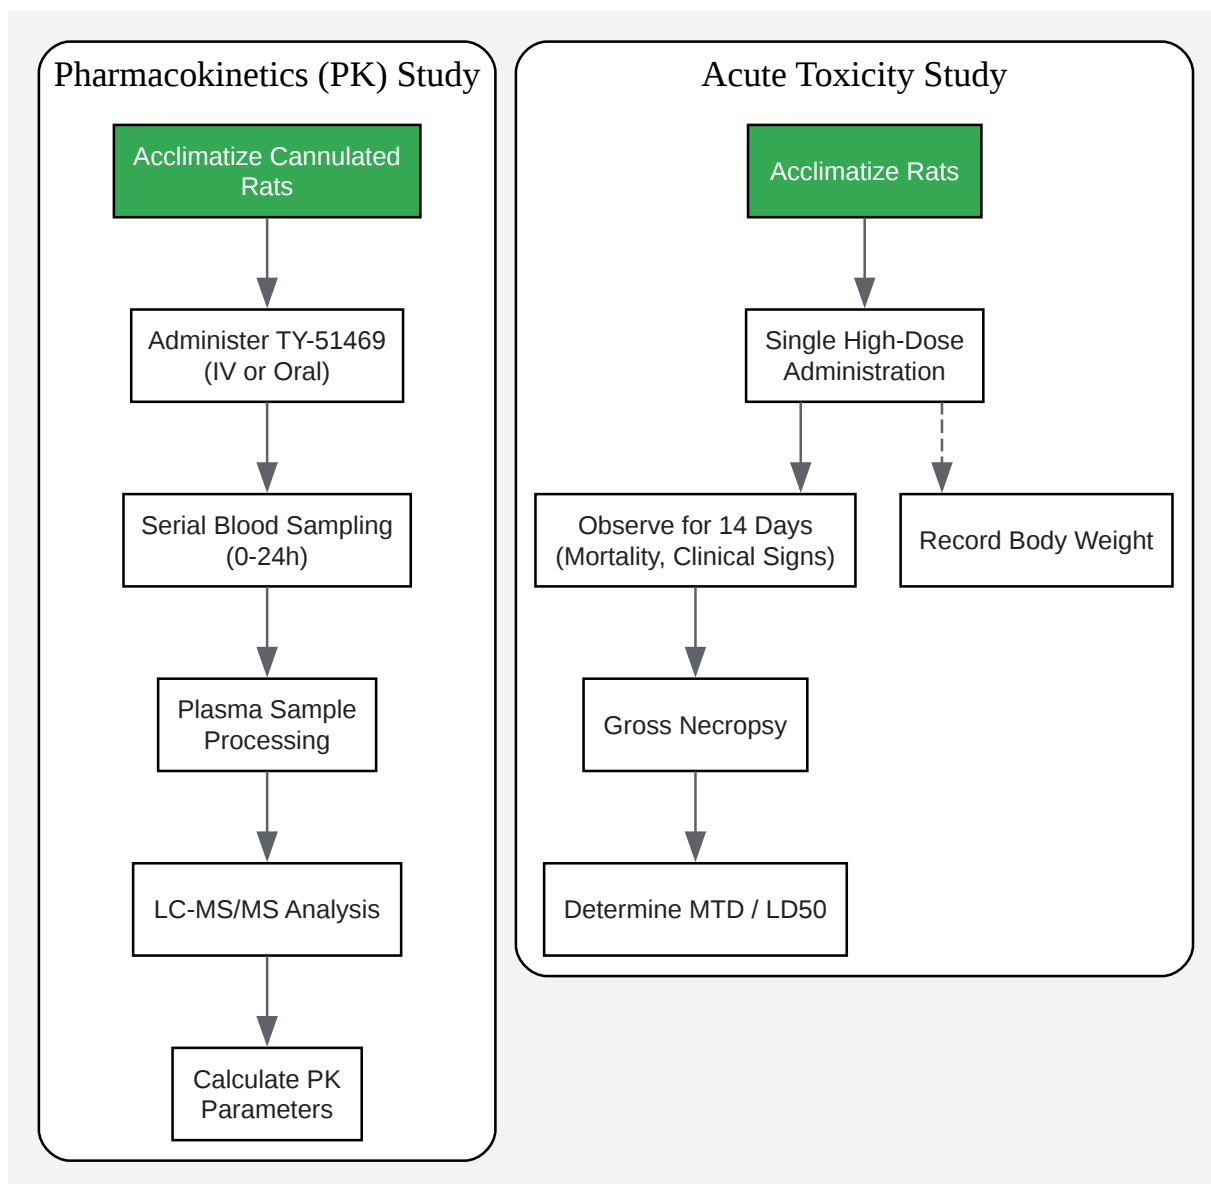 Pharmacokinetics (PK) Study
Acclimatize Cannulated
Rats
Administer TY-51469
(IV or Oral)
Serial Blood Sampling
(0-24h)
Plasma Sample
Processing
LC-MS/MS Analysis
Calculate PK
Parameters
Acute Toxicity Study
Acclimatize Rats
Single High-Dose
Administration
Observe for 14 Days
(Mortality, Clinical Signs)
Record Body Weight
Gross Necropsy
Determine MTD / LD50